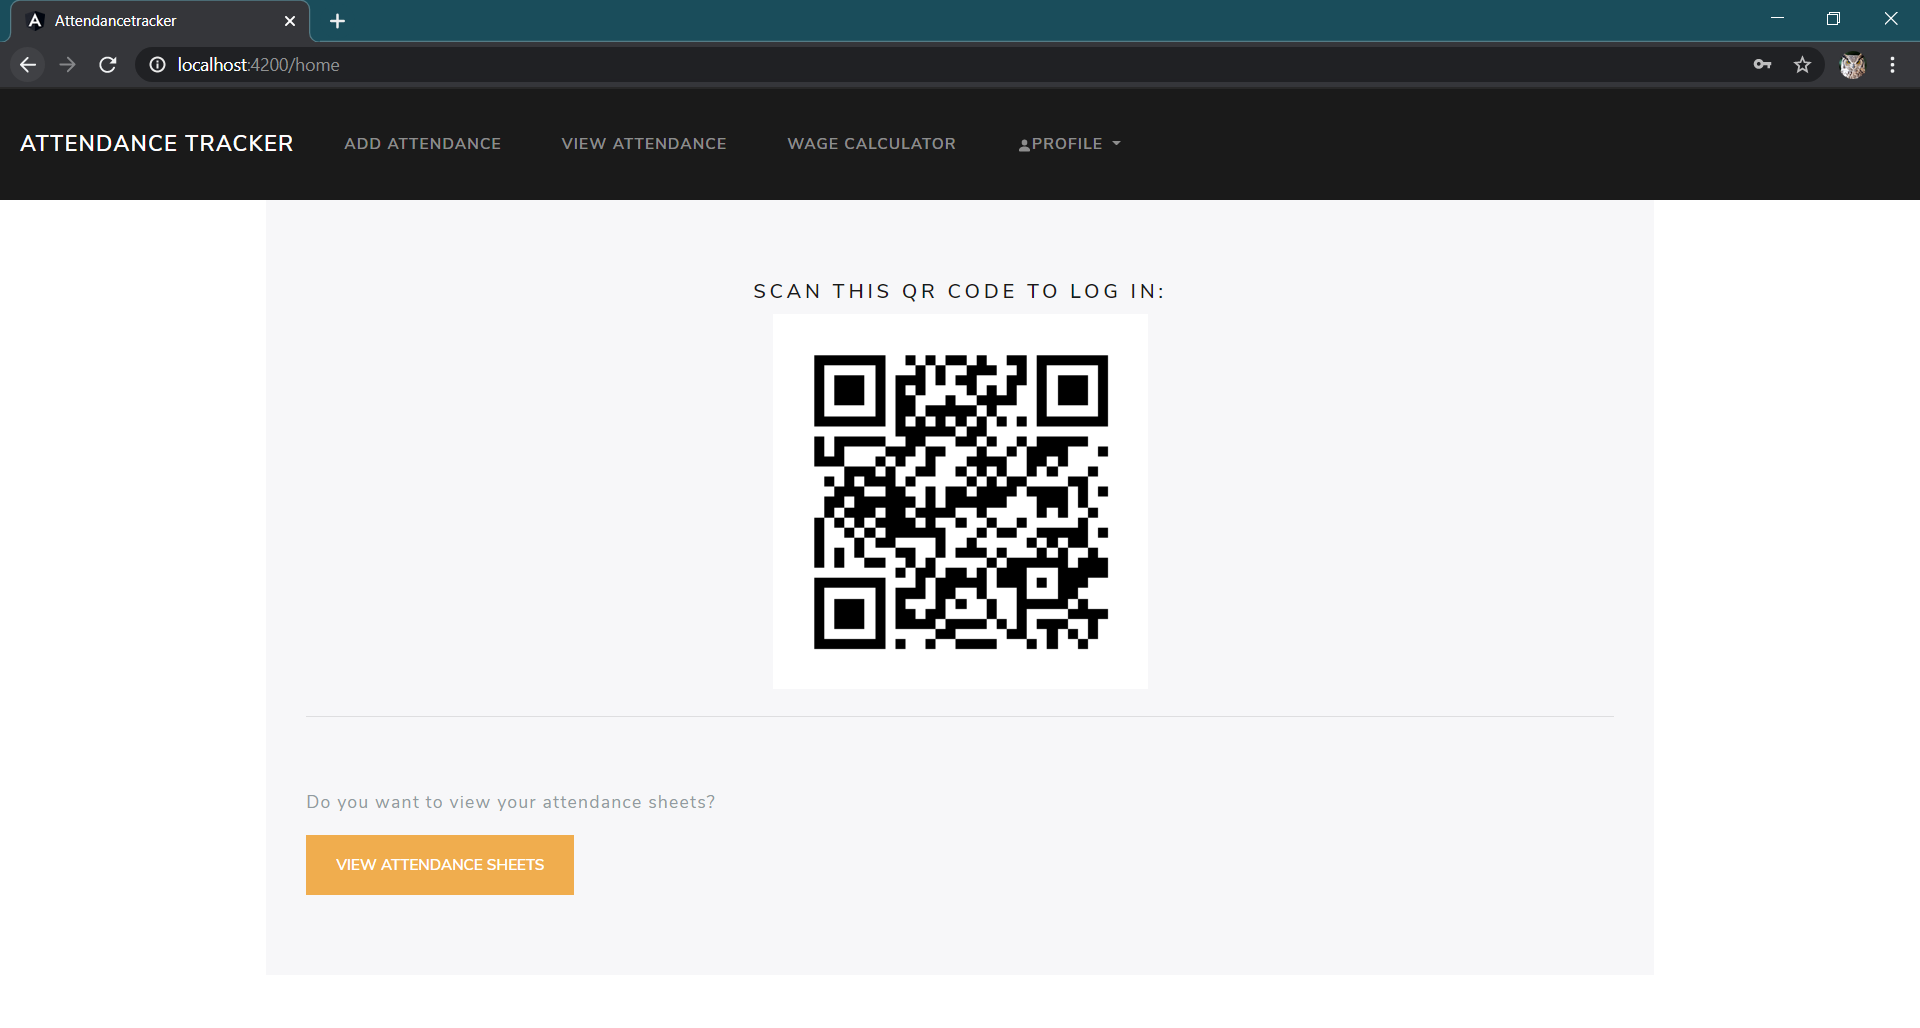 Attendancetracker
localhost:4200/home
ATTENDANCE TRACKER ADD ATTENDANCE VIEW ATTENDANCE WAGE CALCULATOR PROFILE
SCAN THIS QR CODE TO LOG IN:
Do you want to view your attendance sheets?
VIEW ATTENDANCE SHEETS